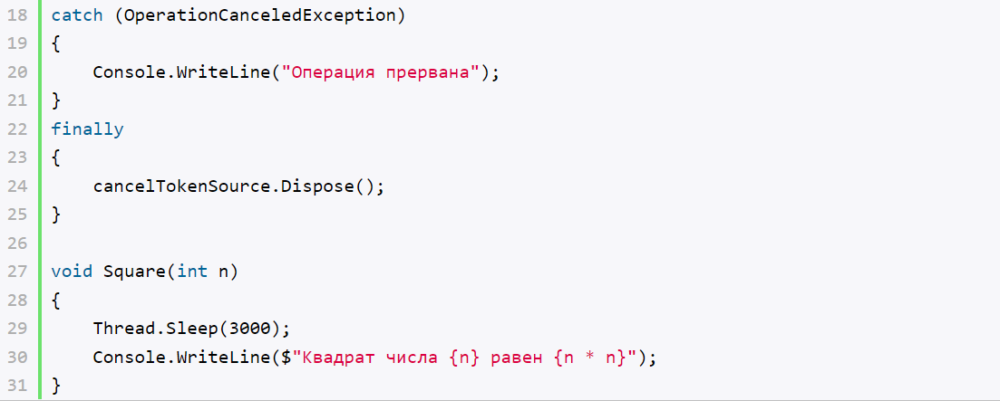 18 catch (OperationCanceledException)
19 {
20     Console.WriteLine("Операция прервана");
21 }
22 finally
23 {
24     cancelTokenSource.Dispose();
25 }
26
27 void Square(int n)
28 {
29     Thread.Sleep(3000);
30     Console.WriteLine($"Квадрат числа {n} равен {n * n}");
31 }